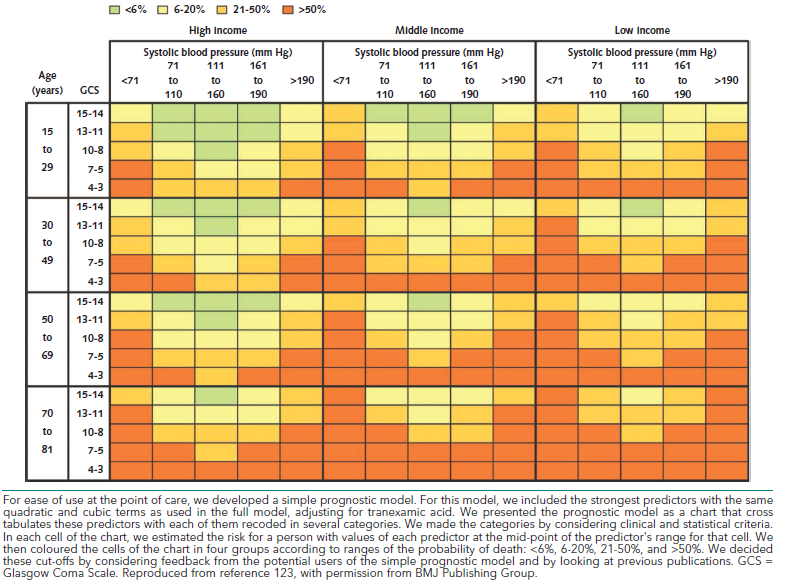 <6% 6-20% 21-50% >50%
High Income Middle Income Low Income
Systolic blood pressure (mm Hg) Systolic blood pressure (mm Hg) Systolic blood pressure (mm Hg)
Age (years) GCS <71 71 to 110 111 to 160 161 to 190 >190 <71 71 to 110 111 to 160 161 to 190 >190 <71 71 to 110 111 to 160 161 to 190 >190
15 to 29
15-14
13-11
10-8
7-5
4-3
30 to 49
15-14
13-11
10-8
7-5
4-3
50 to 69
15-14
13-11
10-8
7-5
4-3
70 to 81
15-14
13-11
10-8
7-5
4-3
For ease of use at the point of care, we developed a simple prognostic model. For this model, we included the strongest predictors with the same
quadratic and cubic terms as used in the full model, adjusting for tranexamic acid. We presented the prognostic model as a chart that cross
tabulates these predictors with each of them recoded in several categories. We made the categories by considering clinical and statistical criteria.
In each cell of the chart, we estimated the risk for a person with values of each predictor at the mid-point of the predictor's range for that cell. We
then coloured the cells of the chart in four groups according to ranges of the probability of death: <6%, 6-20%, 21-50%, and >50%. We decided
these cut-offs by considering feedback from the potential users of the simple prognostic model and by looking at previous publications. GCS =
Glasgow Coma Scale. Reproduced from reference 123, with permission from BMJ Publishing Group.